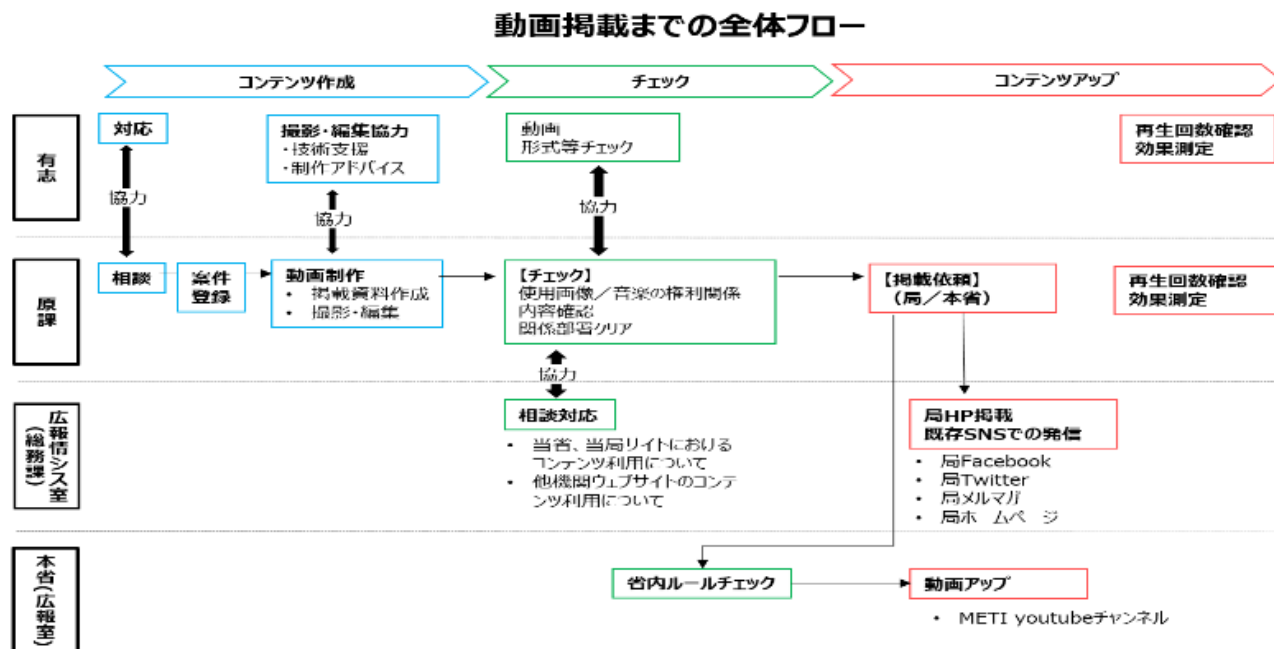 動画掲載までの全体フロー
コンテンツ作成
チェック
コンテンツアップ
有志
対応
撮影・編集協力
・技術支援
・制作アドバイス
動画
形式等チェック
再生回数確認
効果測定
協力
協力
協力
原課
相談
案件
登録
動画制作
• 掲載資料作成
• 撮影・編集
【チェック】
使用画像／音楽の権利関係
内容確認
関係部署クリア
【掲載依頼】
（局／本省）
再生回数確認
効果測定
協力
広報情シス室
（総務課）
相談対応
• 当省、当局サイトにおける
コンテンツ利用について
• 他機関ウェブサイトのコンテ
ンツ利用について
局HP掲載
既存SNSでの発信
• 局Facebook
• 局Twitter
• 局メルマガ
• 局ホームページ
本省（広報室）
省内ルールチェック
動画アップ
• METI youtubeチャンネル